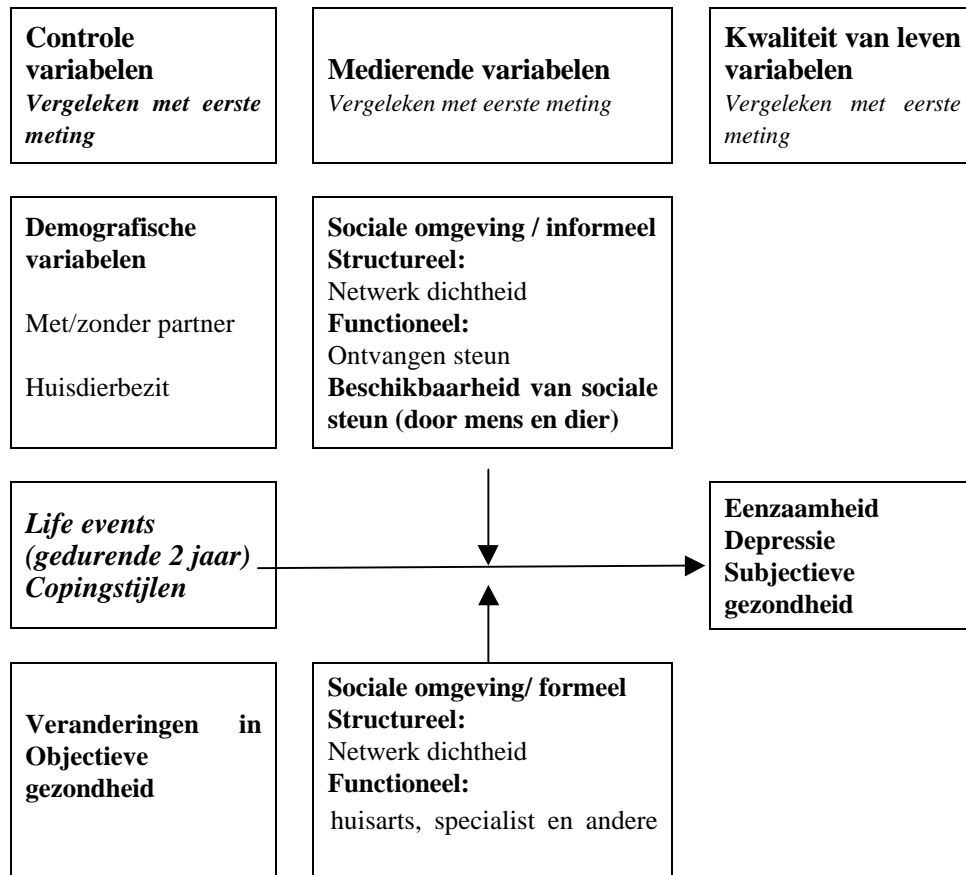 Controle
variabelen
Vergeleken met eerste
meting
Medierende variabelen
Vergeleken met eerste meting
Kwaliteit van leven
variabelen
Vergeleken met eerste
meting
Demografische
variabelen
Met/zonder partner
Huisdierbezit
Sociale omgeving / informeel
Structureel:
Netwerk dichtheid
Functioneel:
Ontvangen steun
Beschikbaarheid van sociale
steun (door mens en dier)
Life events
(gedurende 2 jaar)
Copingstijlen
Eenzaamheid
Depressie
Subjectieve
gezondheid
Veranderingen in
Objectieve
gezondheid
Sociale omgeving/ formeel
Structureel:
Netwerk dichtheid
Functioneel:
huisarts, specialist en andere